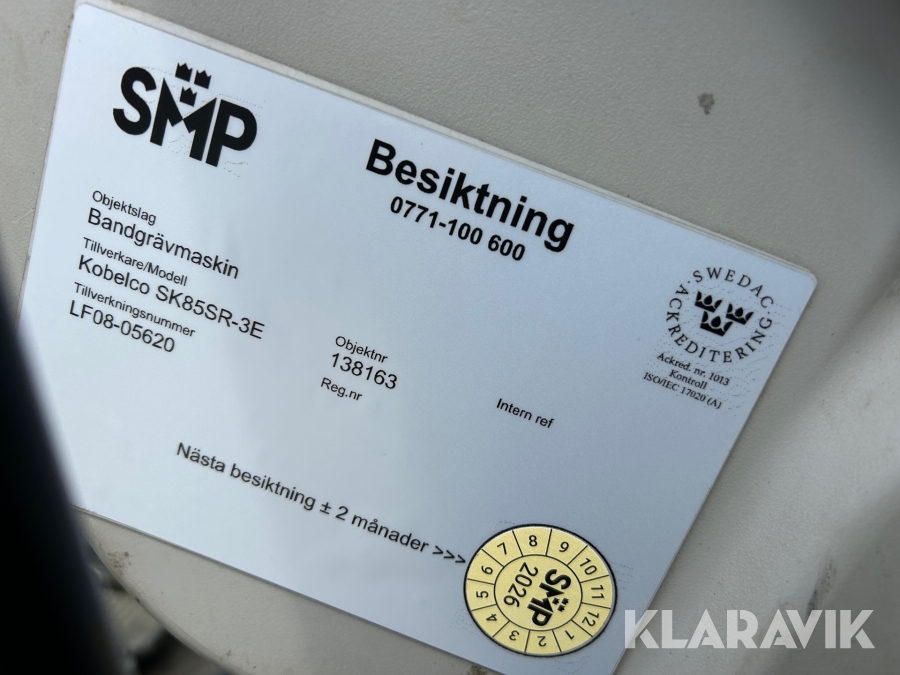 SMP
Besiktning
0771-100 600
Objektslag
Bandgrävmaskin
Tillverkare/Modell
Kobelco SK85SR-3E
Tillverkningsnummer
LF08-05620
Objektnr
138163
Reg.nr
Intern ref
SWEDAC
ACKREDITERING
Ackred. nr. 1013
Kontroll
ISO/IEC 17020 (A)
Nästa besiktning ± 2 månader >>>
1 2 3 4 5 6 7 8 9 10 11 12
SMP
2026
KLARAVIK